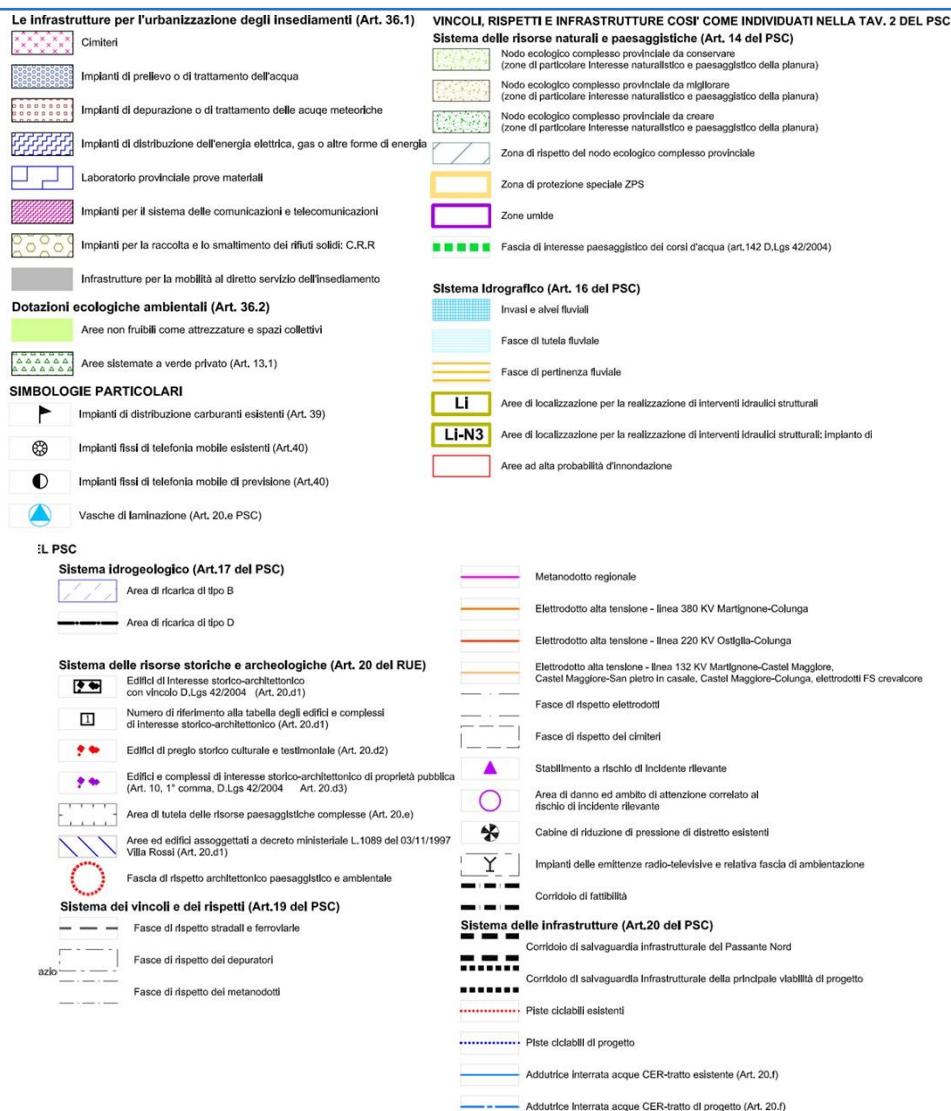 Le infrastrutture per l'urbanizzazione degli insediamenti (Art. 36.1)
Cimiteri
Impianti di prelievo o di trattamento dell'acqua
Impianti di depurazione o di trattamento delle acuqe meteoriche
Impianti di distribuzione dell'energia elettrica, gas o altre forme di energia
Laboratorio provinciale prove materiali
Impianti per il sistema delle comunicazioni e telecomunicazioni
Impianti per la raccolta e lo smaltimento dei rifiuti solidi: C.R.R
Infrastrutture per la mobilità al diretto servizio dell'insediamento
Dotazioni ecologiche ambientali (Art. 36.2)
Aree non fruibili come attrezzature e spazi collettivi
Aree sistemate a verde privato (Art. 13.1)
SIMBOLOGIE PARTICOLARI
Impianti di distribuzione carburanti esistenti (Art. 39)
Impianti fissi di telefonia mobile esistenti (Art.40)
Impianti fissi di telefonia mobile di previsione (Art.40)
Vasche di laminazione (Art. 20.e PSC)
VINCOLI, RISPETTI E INFRASTRUTTURE COSI' COME INDIVIDUATI NELLA TAV. 2 DEL PSC
Sistema delle risorse naturali e paesaggistiche (Art. 14 del PSC)
Nodo ecologico complesso provinciale da conservare
(zone di particolare interesse naturalistico e paesaggistico della planura)
Nodo ecologico complesso provinciale da migliorare
(zone di particolare interesse naturalistico e paesaggistico della planura)
Nodo ecologico complesso provinciale da creare
(zone di particolare interesse naturalistico e paesaggistico della planura)
Zona di rispetto del nodo ecologico complesso provinciale
Zona di protezione speciale ZPS
Zone umide
Fascia di interesse paesaggistico dei corsi d'acqua (art.142 D.Lgs 42/2004)
Sistema Idrografico (Art. 16 del PSC)
Invasi e alvei fluviali
Fasce di tutela fluviale
Fasce di pertinenza fluviale
Li Aree di localizzazione per la realizzazione di interventi idraulici strutturali
Li-N3 Aree di localizzazione per la realizzazione di interventi idraulici strutturali: impianto di
Aree ad alta probabilità d'innondazione
EL PSC
Sistema idrogeologico (Art.17 del PSC)
Area di ricarica di tipo B
Area di ricarica di tipo D
Sistema delle risorse storiche e archeologiche (Art. 20 del RUE)
Edifici di Interesse storico-architettonico
con vincolo D.Lgs 42/2004 (Art. 20.d1)
1 Numero di riferimento alla tabella degli edifici e complessi
di interesse storico-architettonico (Art. 20.d1)
Edifici di pregio storico culturale e testimoniale (Art. 20.d2)
Edifici e complessi di interesse storico-architettonico di proprietà pubblica
(Art. 10, 1° comma, D.Lgs 42/2004 Art. 20.d3)
Area di tutela delle risorse paesaggistiche complesse (Art. 20.e)
Aree ed edifici assoggettati a decreto ministeriale L.1089 del 03/11/1997
Villa Rossi (Art. 20.d1)
Fascia di rispetto architettonico paesaggistico e ambientale
Sistema dei vincoli e dei rispetti (Art.19 del PSC)
Fasce di rispetto stradali e ferroviarie
Fasce di rispetto dei depuratori
azio
Fasce di rispetto dei metanodotti
Metanodotto regionale
Elettrodotto alta tensione - linea 380 KV Martignone-Colunga
Elettrodotto alta tensione - linea 220 KV Ostiglia-Colunga
Elettrodotto alta tensione - linea 132 KV Martignone-Castel Maggiore,
Castel Maggiore-San pietro in casale, Castel Maggiore-Colunga, elettrodotti FS crevalcore
Fasce di rispetto elettrodotti
Fasce di rispetto dei cimiteri
Stabilimento a rischio di incidente rilevante
Area di danno ed ambito di attenzione correlato al
rischio di incidente rilevante
Cabine di riduzione di pressione di distretto esistenti
Impianti delle emittenze radio-televisive e relativa fascia di ambientazione
Corridoio di fattibilità
Sistema delle infrastrutture (Art.20 del PSC)
Corridoio di salvaguardia infrastrutturale del Passante Nord
Corridoio di salvaguardia infrastrutturale della principale viabilità di progetto
Piste ciclabili esistenti
Piste ciclabili di progetto
Adduttrice interrata acque CER-tratto esistente (Art. 20.f)
Adduttrice interrata acque CER-tratto di progetto (Art. 20.f)